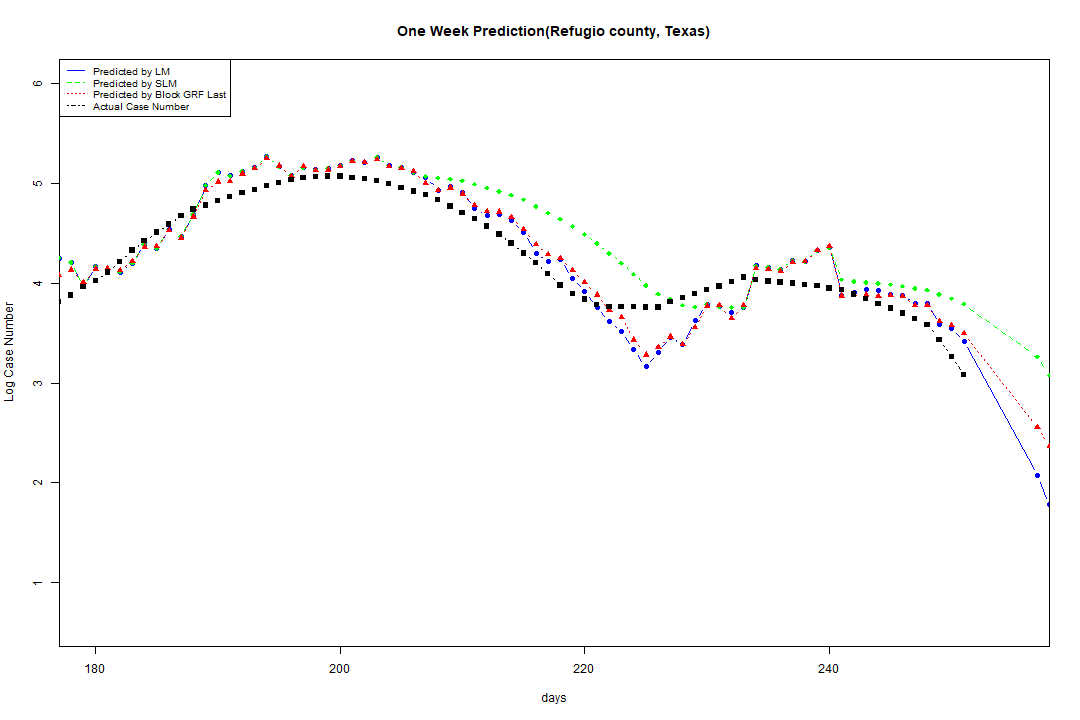 One Week Prediction(Refugio county, Texas)
Predicted by LM
Predicted by SLM
Predicted by Block GRF Last
Actual Case Number
6
5
4
3
2
1
Log Case Number
180 200 220 240
days